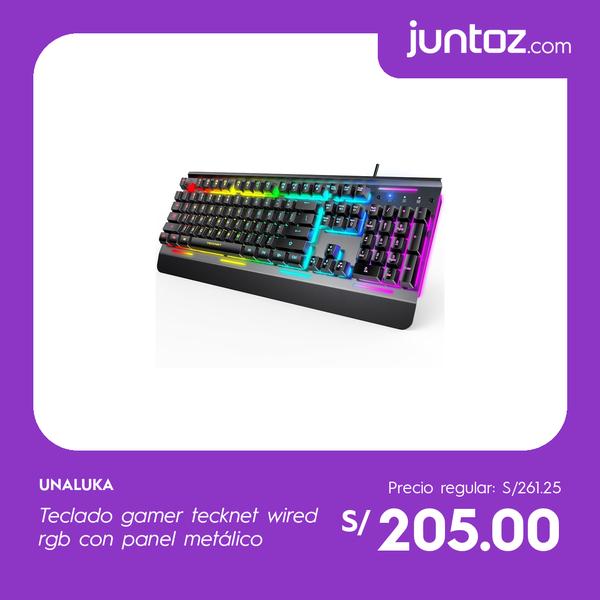 juntoz.com
UNALUKA
Teclado gamer tecknet wired
rgb con panel metálico
Precio regular: S/261.25
S/ 205.00